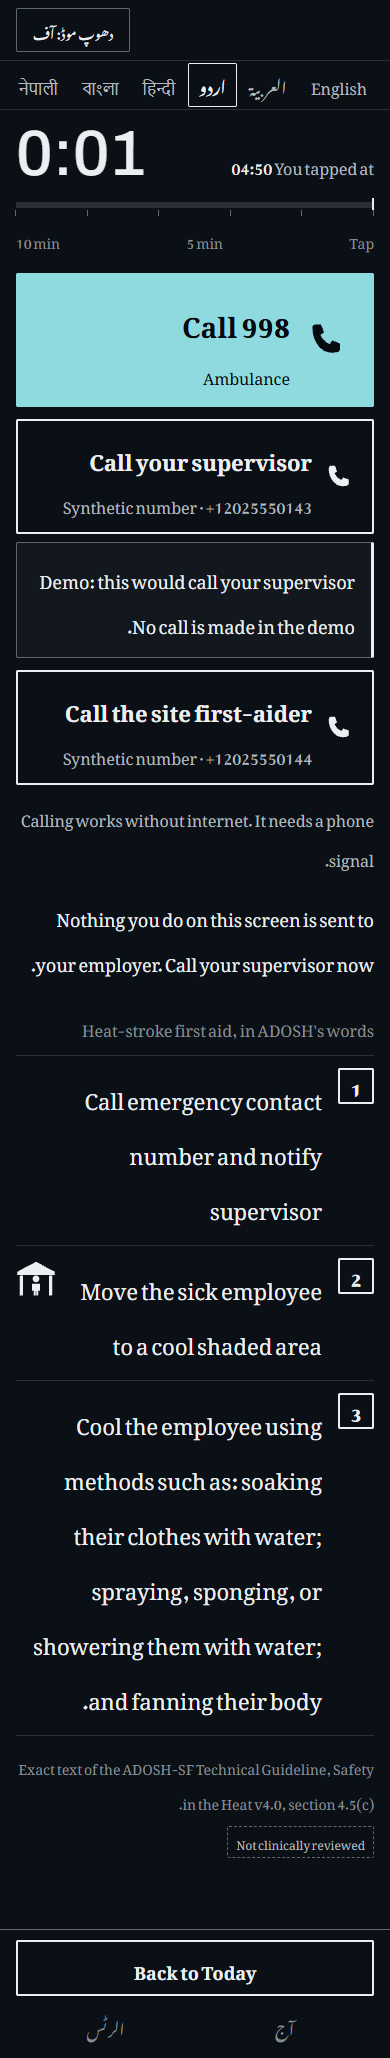 دھوپ موڈ: آف
English
العربية
اردو
हिन्दी
বাংলা
नेपाली
0:01
You tapped at 04:50
Tap
5 min
10 min
Call 998
Ambulance
Call your supervisor
Synthetic number · +12025550143
Demo: this would call your supervisor
No call is made in the demo.
Call the site first-aider
Synthetic number · +12025550144
Calling works without internet. It needs a phone
signal.
Nothing you do on this screen is sent to
your employer. Call your supervisor now.
Heat-stroke first aid, in ADOSH's words
1
Call emergency contact
number and notify
supervisor
2
Move the sick employee
to a cool shaded area
3
Cool the employee using
methods such as: soaking
their clothes with water;
spraying, sponging, or
showering them with water;
and fanning their body.
Exact text of the ADOSH-SF Technical Guideline, Safety
in the Heat v4.0, section 4.5(c).
Not clinically reviewed
Back to Today
آج
الرٹس